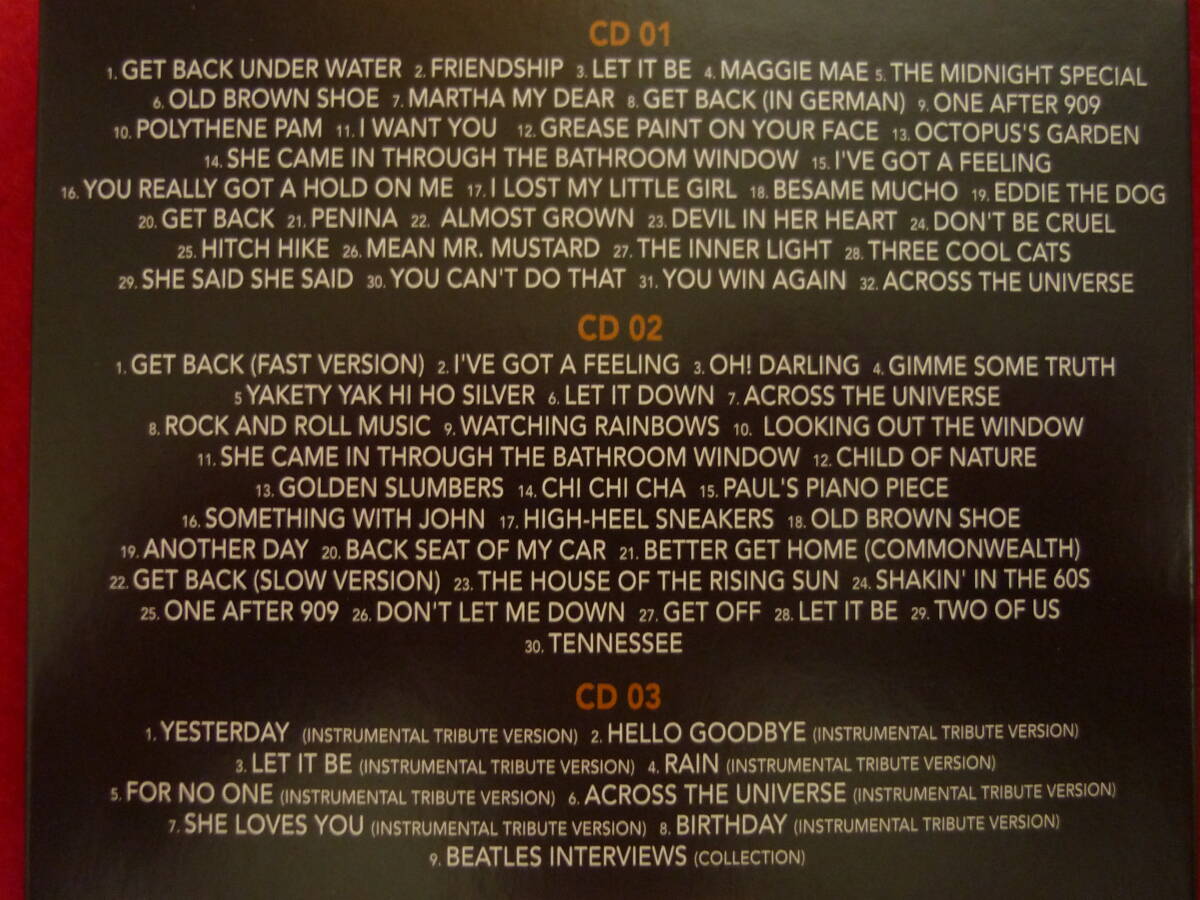 CD 01
1. GET BACK UNDER WATER 2. FRIENDSHIP 3. LET IT BE 4. MAGGIE MAE 5. THE MIDNIGHT SPECIAL
6. OLD BROWN SHOE 7. MARTHA MY DEAR 8. GET BACK (IN GERMAN) 9. ONE AFTER 909
10. POLYTHENE PAM 11. I WANT YOU 12. GREASE PAINT ON YOUR FACE 13. OCTOPUS'S GARDEN
14. SHE CAME IN THROUGH THE BATHROOM WINDOW 15. I'VE GOT A FEELING
16. YOU REALLY GOT A HOLD ON ME 17. I LOST MY LITTLE GIRL 18. BESAME MUCHO 19. EDDIE THE DOG
20. GET BACK 21. PENINA 22. ALMOST GROWN 23. DEVIL IN HER HEART 24. DON'T BE CRUEL
25. HITCH HIKE 26. MEAN MR. MUSTARD 27. THE INNER LIGHT 28. THREE COOL CATS
29. SHE SAID SHE SAID 30. YOU CAN'T DO THAT 31. YOU WIN AGAIN 32. ACROSS THE UNIVERSE
CD 02
1. GET BACK (FAST VERSION) 2. I'VE GOT A FEELING 3. OH! DARLING 4. GIMME SOME TRUTH
5 YAKETY YAK HI HO SILVER 6. LET IT DOWN 7. ACROSS THE UNIVERSE
8. ROCK AND ROLL MUSIC 9. WATCHING RAINBOWS 10. LOOKING OUT THE WINDOW
11. SHE CAME IN THROUGH THE BATHROOM WINDOW 12. CHILD OF NATURE
13. GOLDEN SLUMBERS 14. CHI CHI CHA 15. PAUL'S PIANO PIECE
16. SOMETHING WITH JOHN 17. HIGH-HEEL SNEAKERS 18. OLD BROWN SHOE
19. ANOTHER DAY 20. BACK SEAT OF MY CAR 21. BETTER GET HOME (COMMONWEALTH)
22. GET BACK (SLOW VERSION) 23. THE HOUSE OF THE RISING SUN 24. SHAKIN' IN THE 60S
25. ONE AFTER 909 26. DON'T LET ME DOWN 27. GET OFF 28. LET IT BE 29. TWO OF US
30. TENNESSEE
CD 03
1. YESTERDAY (INSTRUMENTAL TRIBUTE VERSION) 2. HELLO GOODBYE (INSTRUMENTAL TRIBUTE VERSION)
3. LET IT BE (INSTRUMENTAL TRIBUTE VERSION) 4. RAIN (INSTRUMENTAL TRIBUTE VERSION)
5. FOR NO ONE (INSTRUMENTAL TRIBUTE VERSION) 6. ACROSS THE UNIVERSE (INSTRUMENTAL TRIBUTE VERSION)
7. SHE LOVES YOU (INSTRUMENTAL TRIBUTE VERSION) 8. BIRTHDAY (INSTRUMENTAL TRIBUTE VERSION)
9. BEATLES INTERVIEWS (COLLECTION)